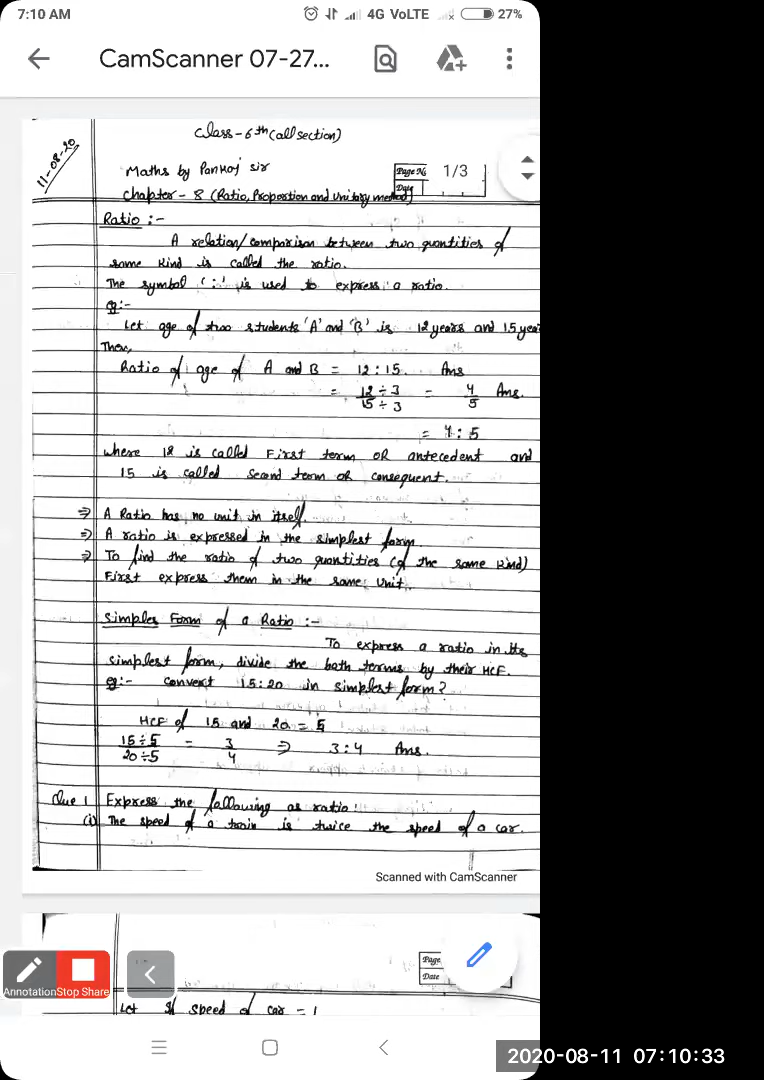 7:10 AM
4G VoLTE
27%
CamScanner 07-27...
Class - 6th (all section)
11-08-20
Maths by Pankaj sir
Page No.
1/3
Date
Chapter - 8 (Ratio, Proportion and Unitary method)
Ratio :-
A relation/comparison between two quantities of
same kind is called the ratio.
The symbol ':' is used to express a ratio.
eg:-
Let age of two students 'A' and 'B' is 12 years and 15 yea
Then,
Ratio of age of A and B = 12 : 15. Ans
= 12 ÷ 3 / 15 ÷ 3 = 4/5 Ans.
= 4 : 5
where 12 is called First term OR antecedent and
15 is called second term OR consequent.
⇒ A Ratio has no unit in itself.
⇒ A ratio is expressed in the simplest form.
⇒ To find the ratio of two quantities (of the same kind)
First express them in the same unit.
Simples Form of a Ratio :-
To express a ratio in its
simplest form, divide the both terms by their HCF.
eg:- convert 15:20 in simplest form?
HCF of 15 and 20 = 5
15 ÷ 5 / 20 ÷ 5 = 3/4 ⇒ 3:4 Ans.
Que 1 Express the following as ratio:
(i) The speed of a train is twice the speed of a car.
Scanned with CamScanner
Page
Date
Annotation
Stop Share
Let speed of car = 1
2020-08-11 07:10:33